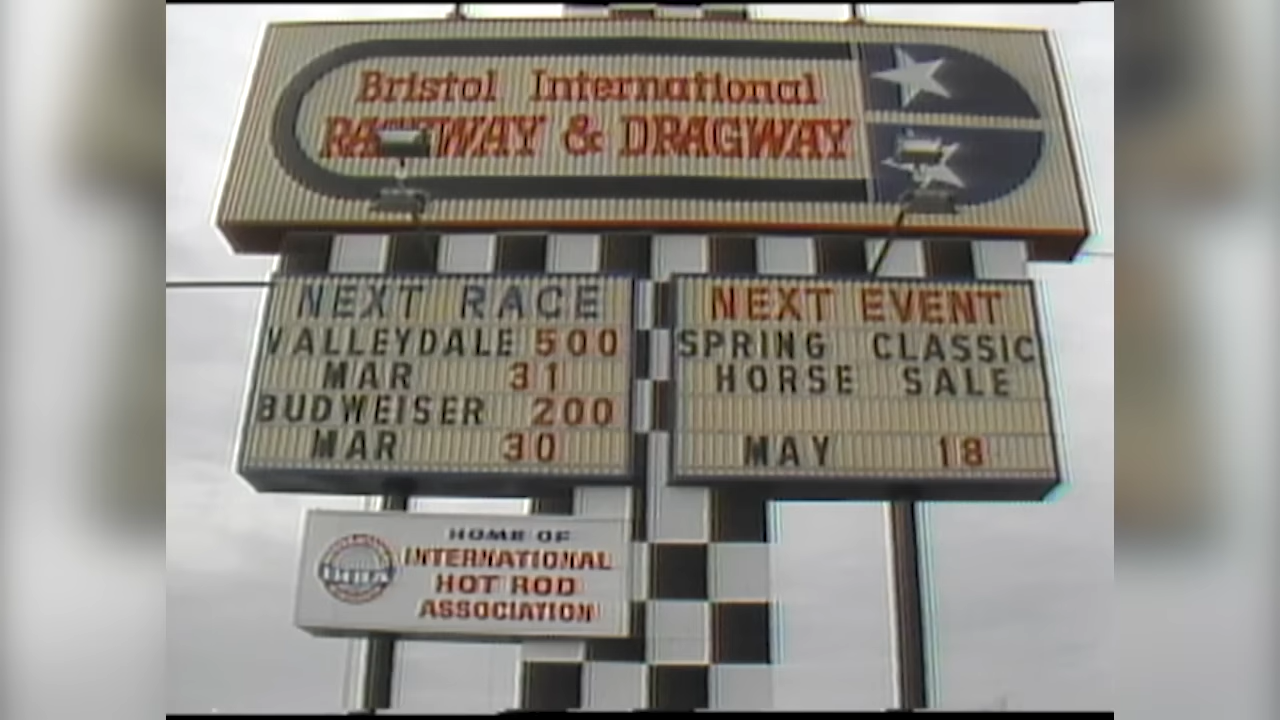 Bristol International
RACEWAY & DRAGWAY
NEXT RACE
VALLEYDALE 500
MAR 31
BUDWEISER 200
MAR 30
NEXT EVENT
SPRING CLASSIC
HORSE SALE
MAY 18
HOME OF
INTERNATIONAL
HOT ROD
ASSOCIATION
IHRA